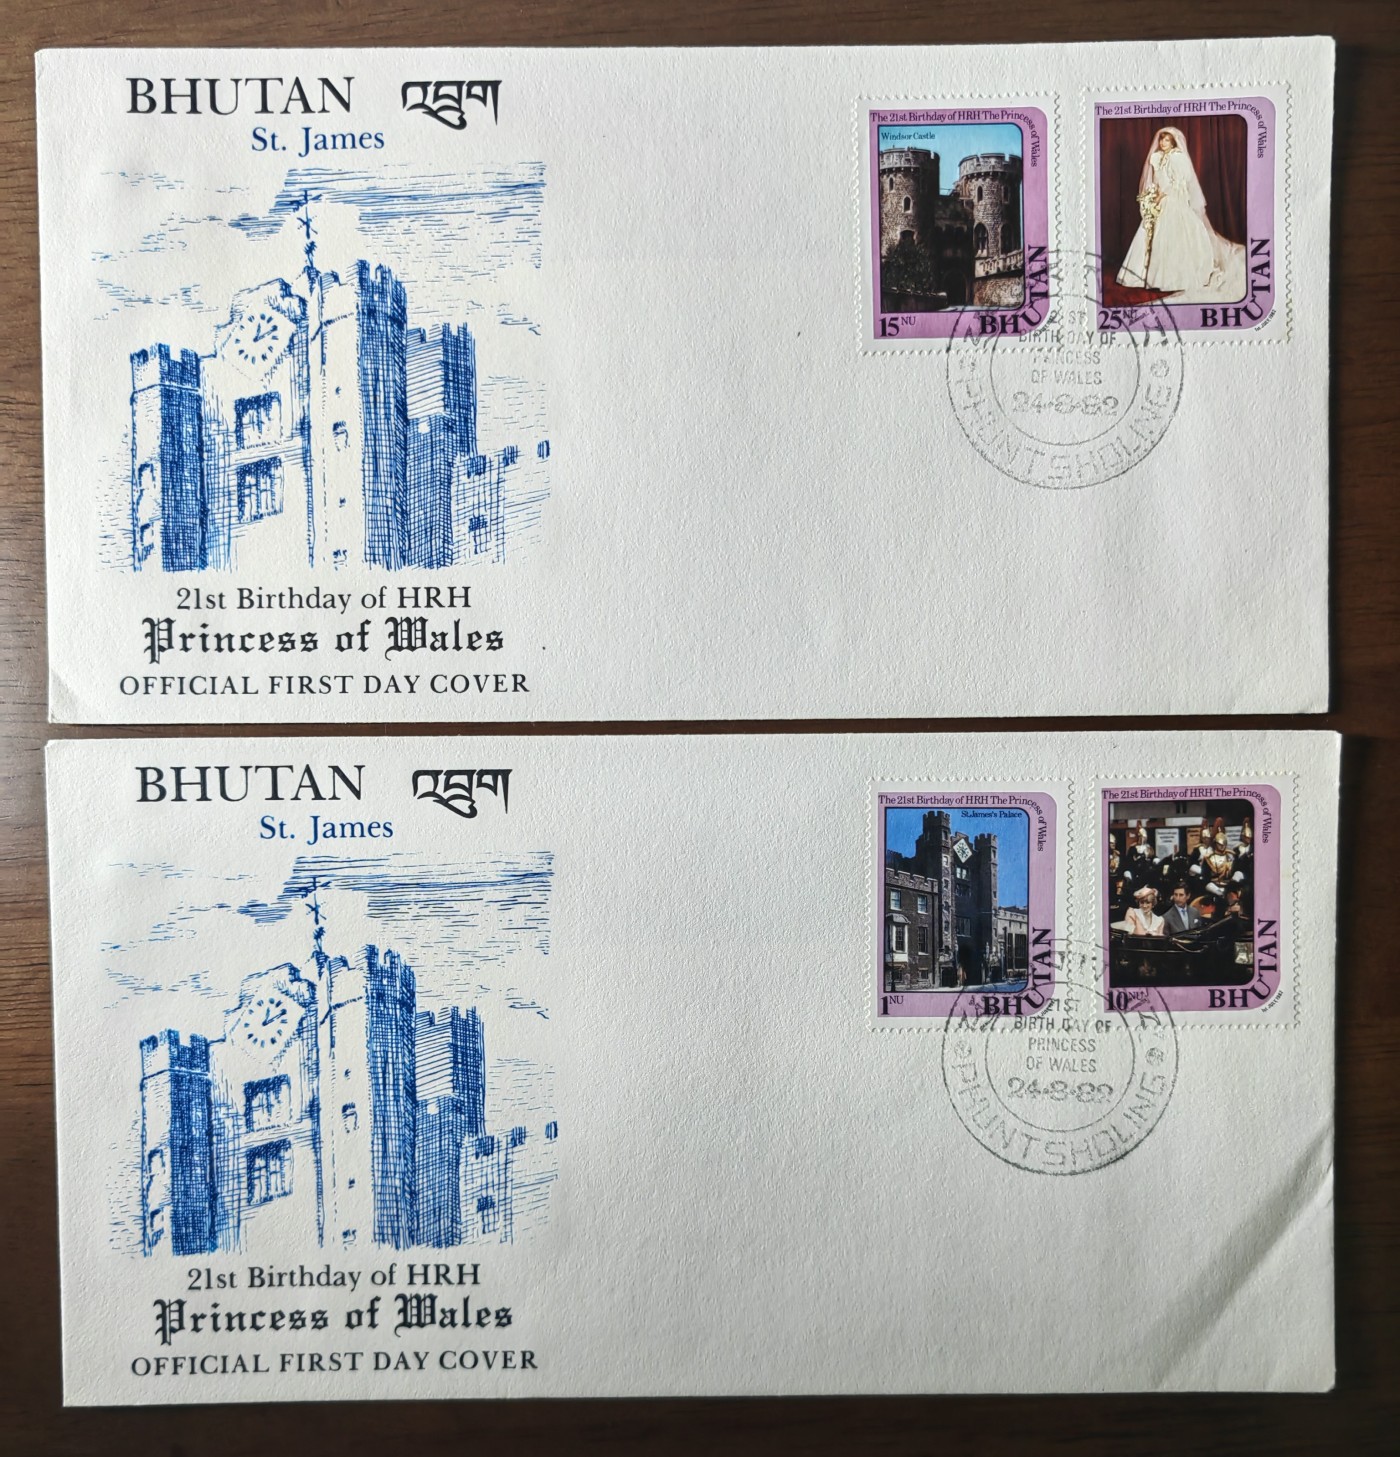 BHUTAN འབྲུག
St. James
21st Birthday of HRH
Princess of Wales
OFFICIAL FIRST DAY COVER
The 21st Birthday of HRH The Princess of Wales
Windsor Castle
15 NU
BHUTAN
The 21st Birthday of HRH The Princess of Wales
25 NU
BHUTAN
21ST
BIRTH DAY OF
PRINCESS
OF WALES
24-8-82
PHUNTSHOLING
BHUTAN འབྲུག
St. James
21st Birthday of HRH
Princess of Wales
OFFICIAL FIRST DAY COVER
The 21st Birthday of HRH The Princess of Wales
St.James's Palace
1 NU
BHUTAN
The 21st Birthday of HRH The Princess of Wales
10 NU
BHUTAN
21ST
BIRTH DAY OF
PRINCESS
OF WALES
24-8-82
PHUNTSHOLING